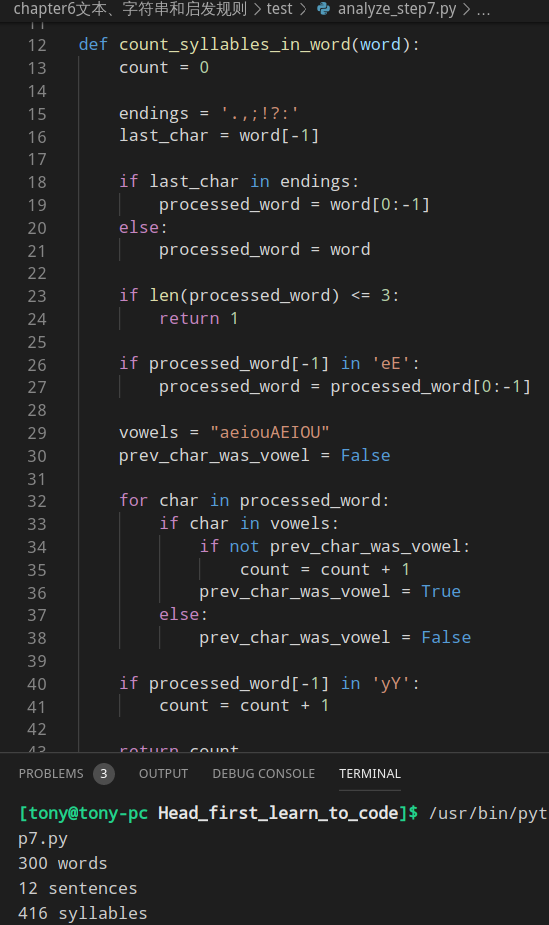 chapter6文本、字符串和启发规则 > test > analyze_step7.py > ...
11
12 def count_syllables_in_word(word):
13     count = 0
14
15     endings = '.,;!?:'
16     last_char = word[-1]
17
18     if last_char in endings:
19         processed_word = word[0:-1]
20     else:
21         processed_word = word
22
23     if len(processed_word) <= 3:
24         return 1
25
26     if processed_word[-1] in 'eE':
27         processed_word = processed_word[0:-1]
28
29     vowels = "aeiouAEIOU"
30     prev_char_was_vowel = False
31
32     for char in processed_word:
33         if char in vowels:
34             if not prev_char_was_vowel:
35                 count = count + 1
36             prev_char_was_vowel = True
37         else:
38             prev_char_was_vowel = False
39
40     if processed_word[-1] in 'yY':
41         count = count + 1
42
43     return count
PROBLEMS 3 OUTPUT DEBUG CONSOLE TERMINAL
[tony@tony-pc Head_first_learn_to_code]$ /usr/bin/pyt
p7.py
300 words
12 sentences
416 syllables